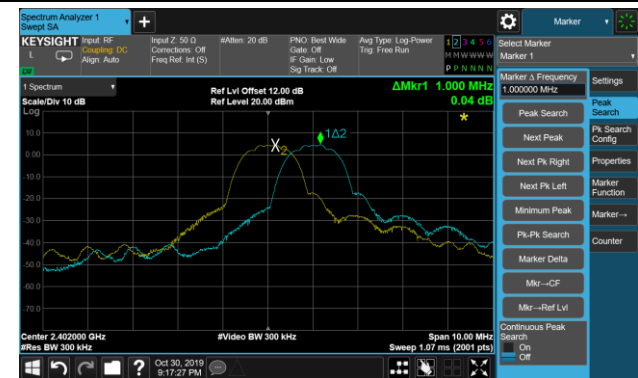 Spectrum Analyzer 1
Swept SA
Marker
KEYSIGHT Input: RF
Coupling: DC
Align: Auto
L
Input Z: 50 Ω
Corrections: Off
Freq Ref: Int (S)
#Atten: 20 dB
PNO: Best Wide
Gate: Off
IF Gain: Low
Sig Track: Off
Avg Type: Log-Power
Trig: Free Run
1 2 3 4 5 6
M M W W W W
P P N N N N
Select Marker
Marker 1
1 Spectrum
Scale/Div 10 dB
Log
Ref Lvl Offset 12.00 dB
Ref Level 20.00 dBm
ΔMkr1 1.000 MHz
0.04 dB
10.0
0.00
-10.0
-20.0
-30.0
-40.0
-50.0
-60.0
-70.0
X2
1Δ2
*
Center 2.402000 GHz
#Res BW 300 kHz
#Video BW 300 kHz
Span 10.00 MHz
Sweep 1.07 ms (2001 pts)
Marker Δ Frequency
1.000000 MHz
Peak Search
Next Peak
Next Pk Right
Next Pk Left
Minimum Peak
Pk-Pk Search
Marker Delta
Mkr→CF
Mkr→Ref Lvl
Continuous Peak
Search
On
Off
Settings
Peak
Search
Pk Search
Config
Properties
Marker
Function
Marker→
Counter
?
Oct 30, 2019
9:17:27 PM